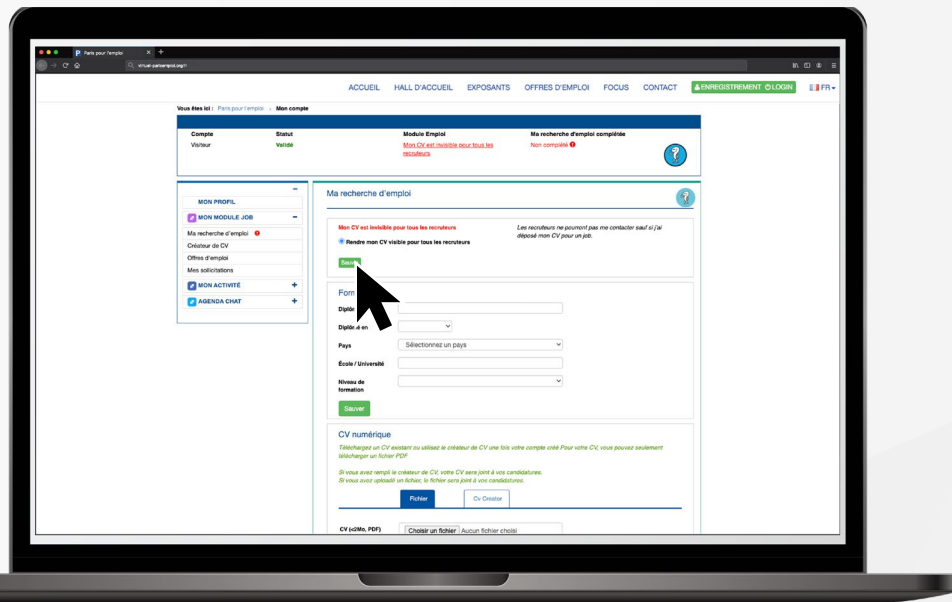 Paris pour l'emploi
ACCUEIL HALL D'ACCUEIL EXPOSANTS OFFRES D'EMPLOI FOCUS CONTACT ENREGISTREMENT LOGIN FR
Vous êtes ici : Paris pour l'emploi > Mon compte
Compte Statut Module Emploi Ma recherche d'emploi complétée
Visiteur Validé Mon CV est invisible pour tous les Non complété
recruteurs
MON PROFIL
MON MODULE JOB
Ma recherche d'emploi
Créateur de CV
Offres d'emploi
Mes sollicitations
MON ACTIVITÉ
AGENDA CHAT
Ma recherche d'emploi
Mon CV est invisible pour tous les recruteurs
Rendre mon CV visible pour tous les recruteurs
Les recruteurs ne pourront pas me contacter sauf si j'ai
déposé mon CV pour un job.
Pays Sélectionnez un pays
École / Université
Niveau de
formation
Sauver
CV numérique
Téléchargez un CV existant ou utilisez le créateur de CV une fois votre compte créé Pour votre CV, vous pouvez seulement
télécharger un fichier PDF
Si vous avez rempli le créateur de CV, votre CV sera joint à vos candidatures.
Si vous avez uploadé un fichier, le fichier sera joint à vos candidatures.
Fichier Cv Creator
CV (<2Mo, PDF) Choisir un fichier Aucun fichier choisi